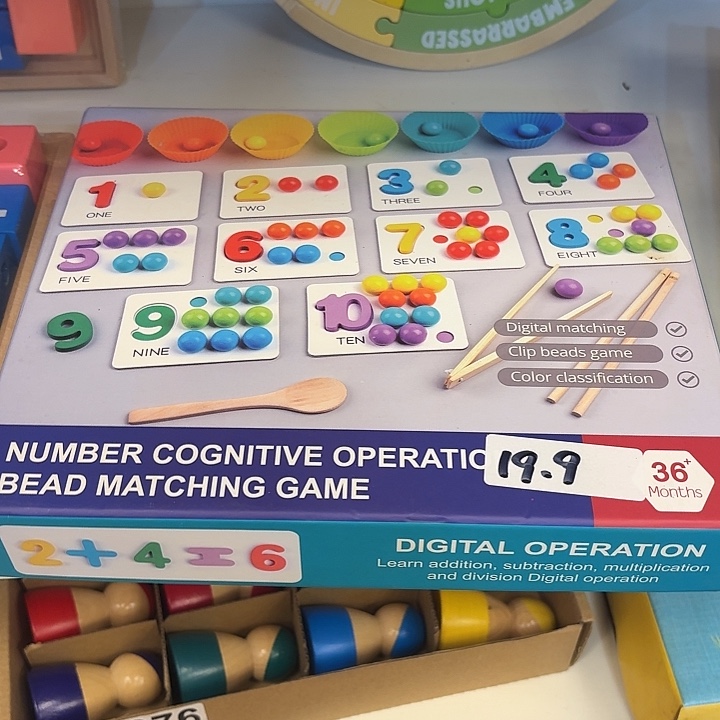 EMBARRASSED
1
ONE
2
TWO
3
THREE
4
FOUR
5
FIVE
6
SIX
7
SEVEN
8
EIGHT
9
9
NINE
10
TEN
Digital matching
Clip beads game
Color classification
NUMBER COGNITIVE OPERATIO
BEAD MATCHING GAME
19.9
36+
Months
2 + 4 = 6
DIGITAL OPERATION
Learn addition, subtraction, multiplication
and division Digital operation
76